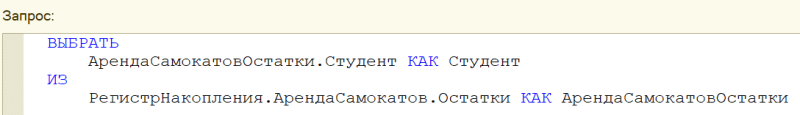 Запрос:
ВЫБРАТЬ
АрендаСамокатовОстатки.Студент КАК Студент
ИЗ
РегистрНакопления.АрендаСамокатов.Остатки КАК АрендаСамокатовОстатки